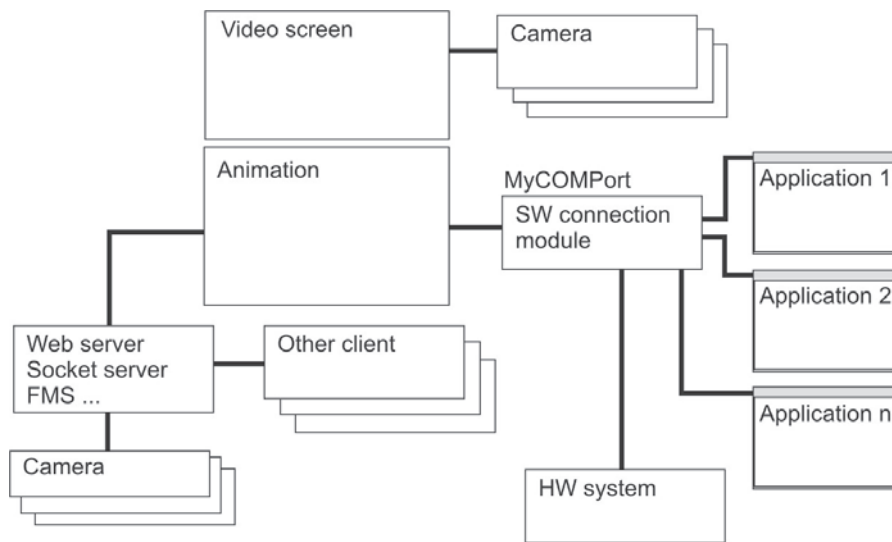 Video screen
Camera
Animation
MyCOMPort
SW connection
module
Application 1
Application 2
Web server
Socket server
FMS ...
Other client
Application n
Camera
HW system